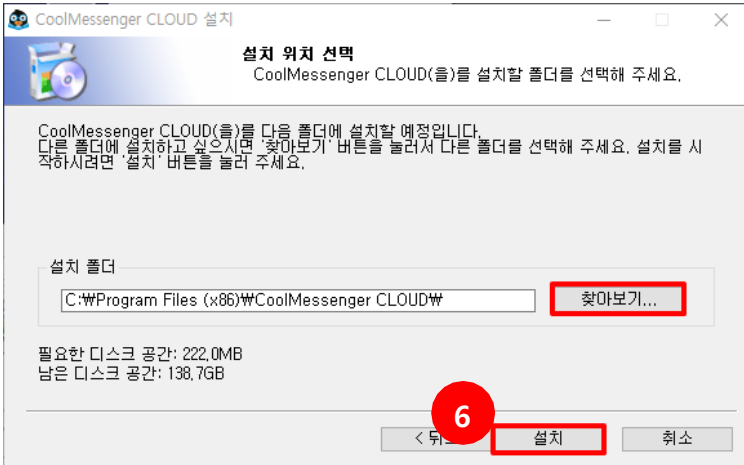 CoolMessenger CLOUD 설치
설치 위치 선택
CoolMessenger CLOUD(을)를 설치할 폴더를 선택해 주세요.
CoolMessenger CLOUD(을)를 다음 폴더에 설치할 예정입니다.
다른 폴더에 설치하고 싶으시면 '찾아보기' 버튼을 눌러서 다른 폴더를 선택해 주세요. 설치를 시
작하시려면 '설치' 버튼을 눌러 주세요.
설치 폴더
C:₩Program Files (x86)₩CoolMessenger CLOUD₩
찾아보기...
필요한 디스크 공간: 222.0MB
남은 디스크 공간: 138.7GB
6
< 뒤
설치
취소